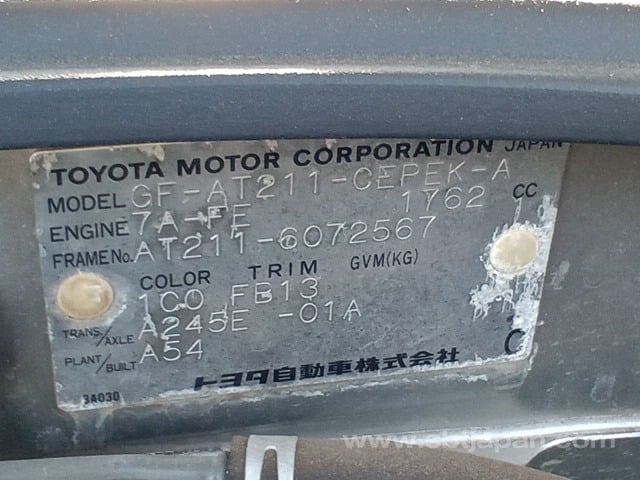 TOYOTA MOTOR CORPORATION JAPAN
MODEL GF-AT211-CEPEK-A
ENGINE 7A-FE 1762 CC
FRAME No. AT211-6072567
COLOR TRIM GVM(KG)
1C0 FB13
TRANS./AXLE A245E -01A
PLANT/BUILT A54
C
トヨタ自動車株式会社
3A030